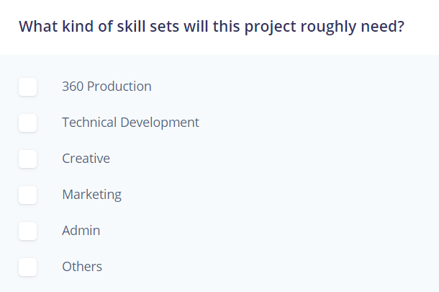 What kind of skill sets will this project roughly need?
360 Production
Technical Development
Creative
Marketing
Admin
Others